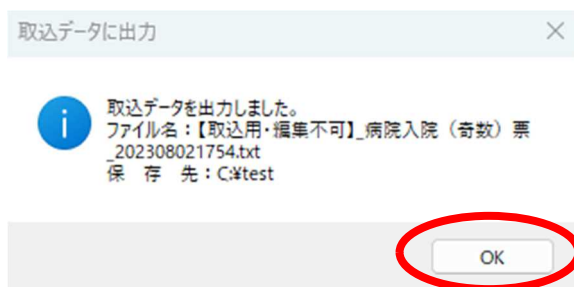 取込データに出力
取込データを出力しました。
ファイル名：【取込用・編集不可】_病院入院（奇数）票
_202308021754.txt
保　存　先：C:¥test
OK